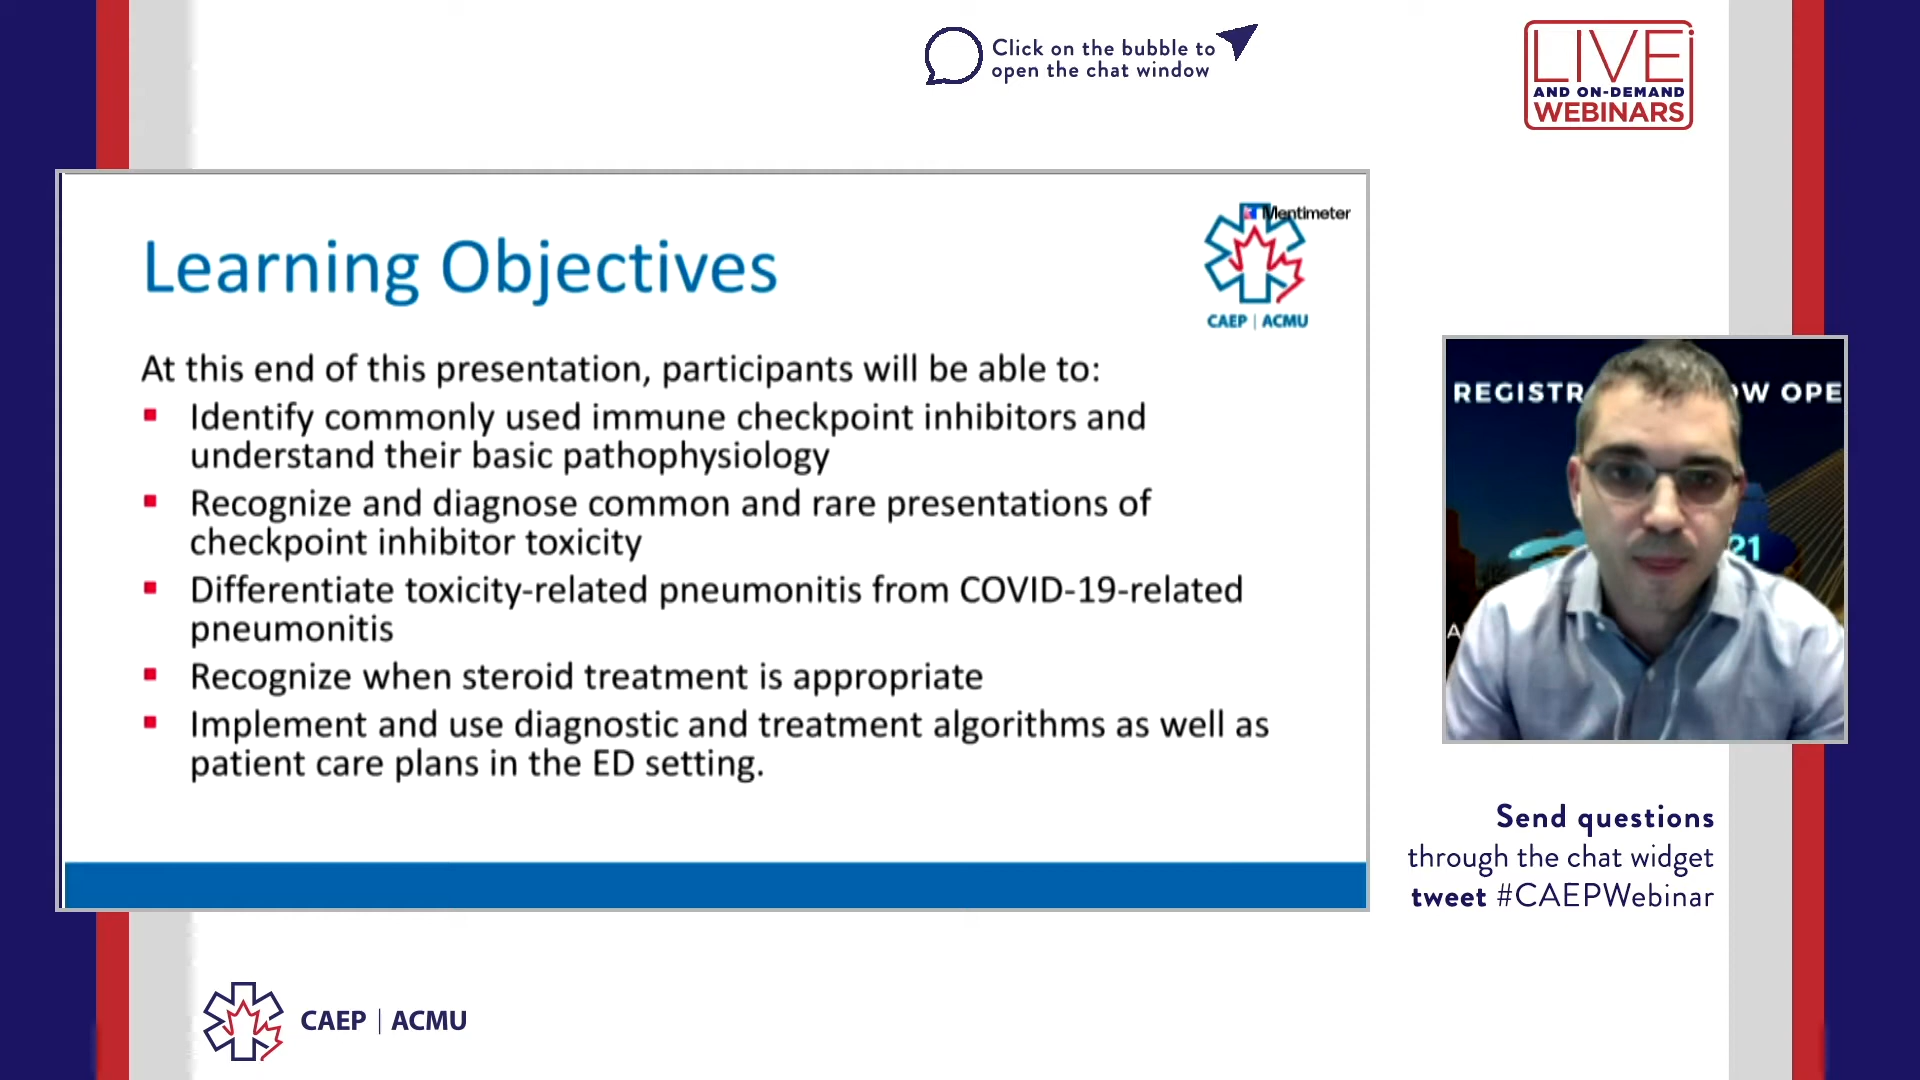 Click on the bubble to
open the chat window
LIVE
AND ON-DEMAND
WEBINARS
Mentimeter
CAEP | ACMU
Learning Objectives
At this end of this presentation, participants will be able to:
Identify commonly used immune checkpoint inhibitors and
understand their basic pathophysiology
Recognize and diagnose common and rare presentations of
checkpoint inhibitor toxicity
Differentiate toxicity-related pneumonitis from COVID-19-related
pneumonitis
Recognize when steroid treatment is appropriate
Implement and use diagnostic and treatment algorithms as well as
patient care plans in the ED setting.
REGISTR OW OPE
21
A
Send questions
through the chat widget
tweet #CAEPWebinar
CAEP | ACMU